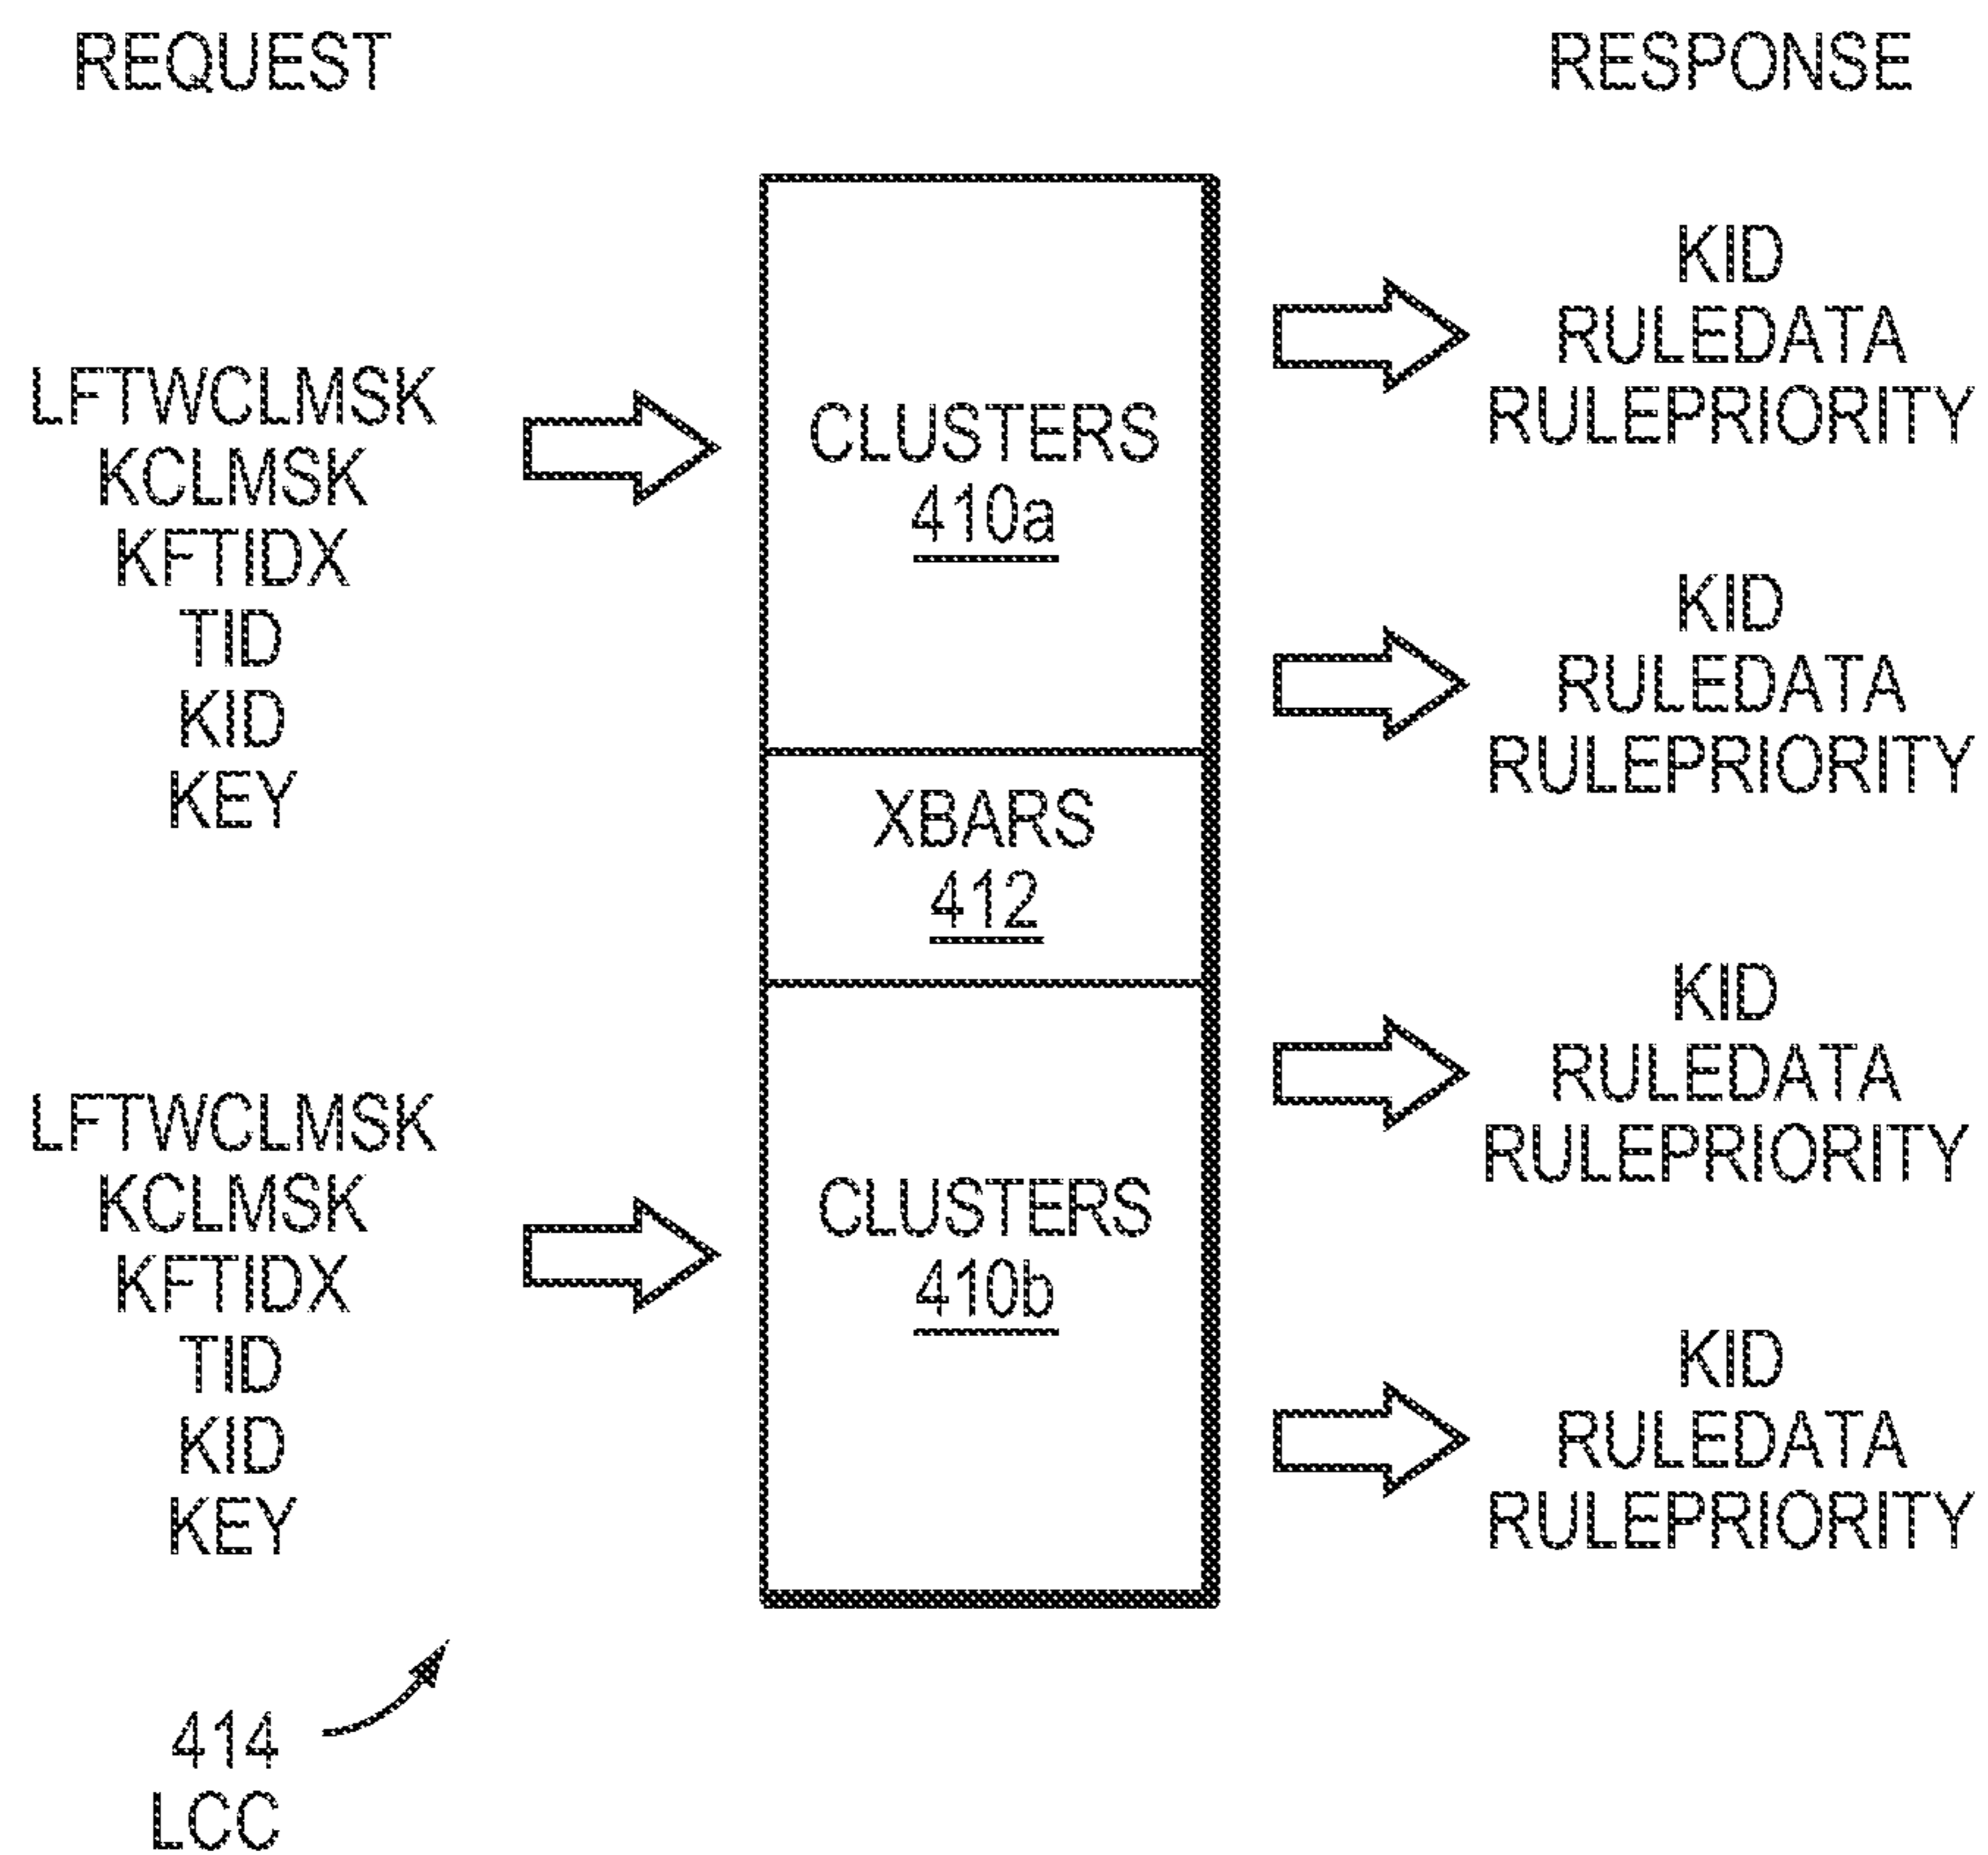 REQUEST
RESPONSE
LFTWCLMSK
KCLMSK
KFTIDX
TID
KID
KEY
CLUSTERS
410a
KID
RULEDATA
RULEPRIORITY
KID
RULEDATA
RULEPRIORITY
XBARS
412
LFTWCLMSK
KCLMSK
KFTIDX
TID
KID
KEY
CLUSTERS
410b
KID
RULEDATA
RULEPRIORITY
KID
RULEDATA
RULEPRIORITY
414
LCC